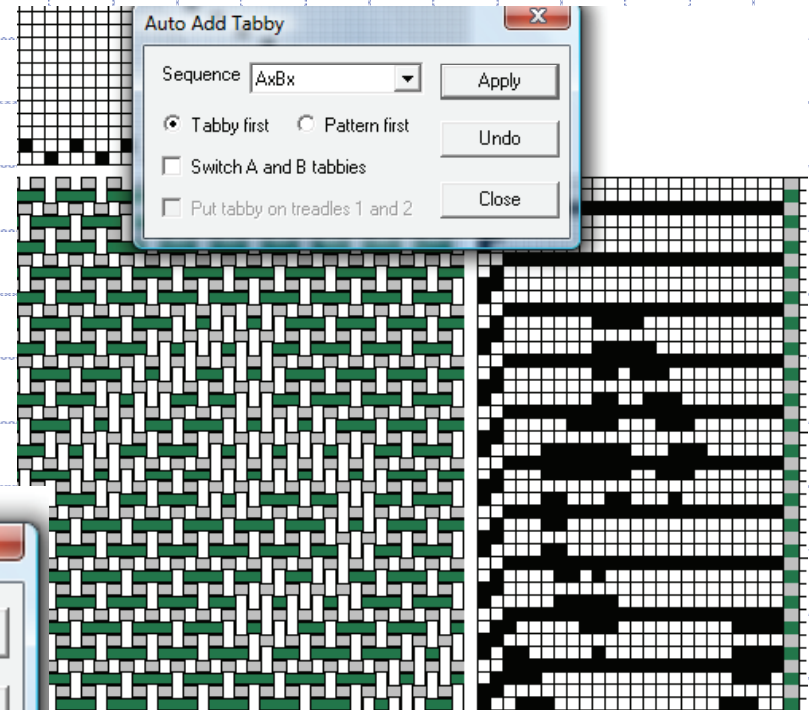 Auto Add Tabby
Sequence AxBx Apply
Tabby first Pattern first
Undo
Switch A and B tabbies
Close
Put tabby on treadles 1 and 2